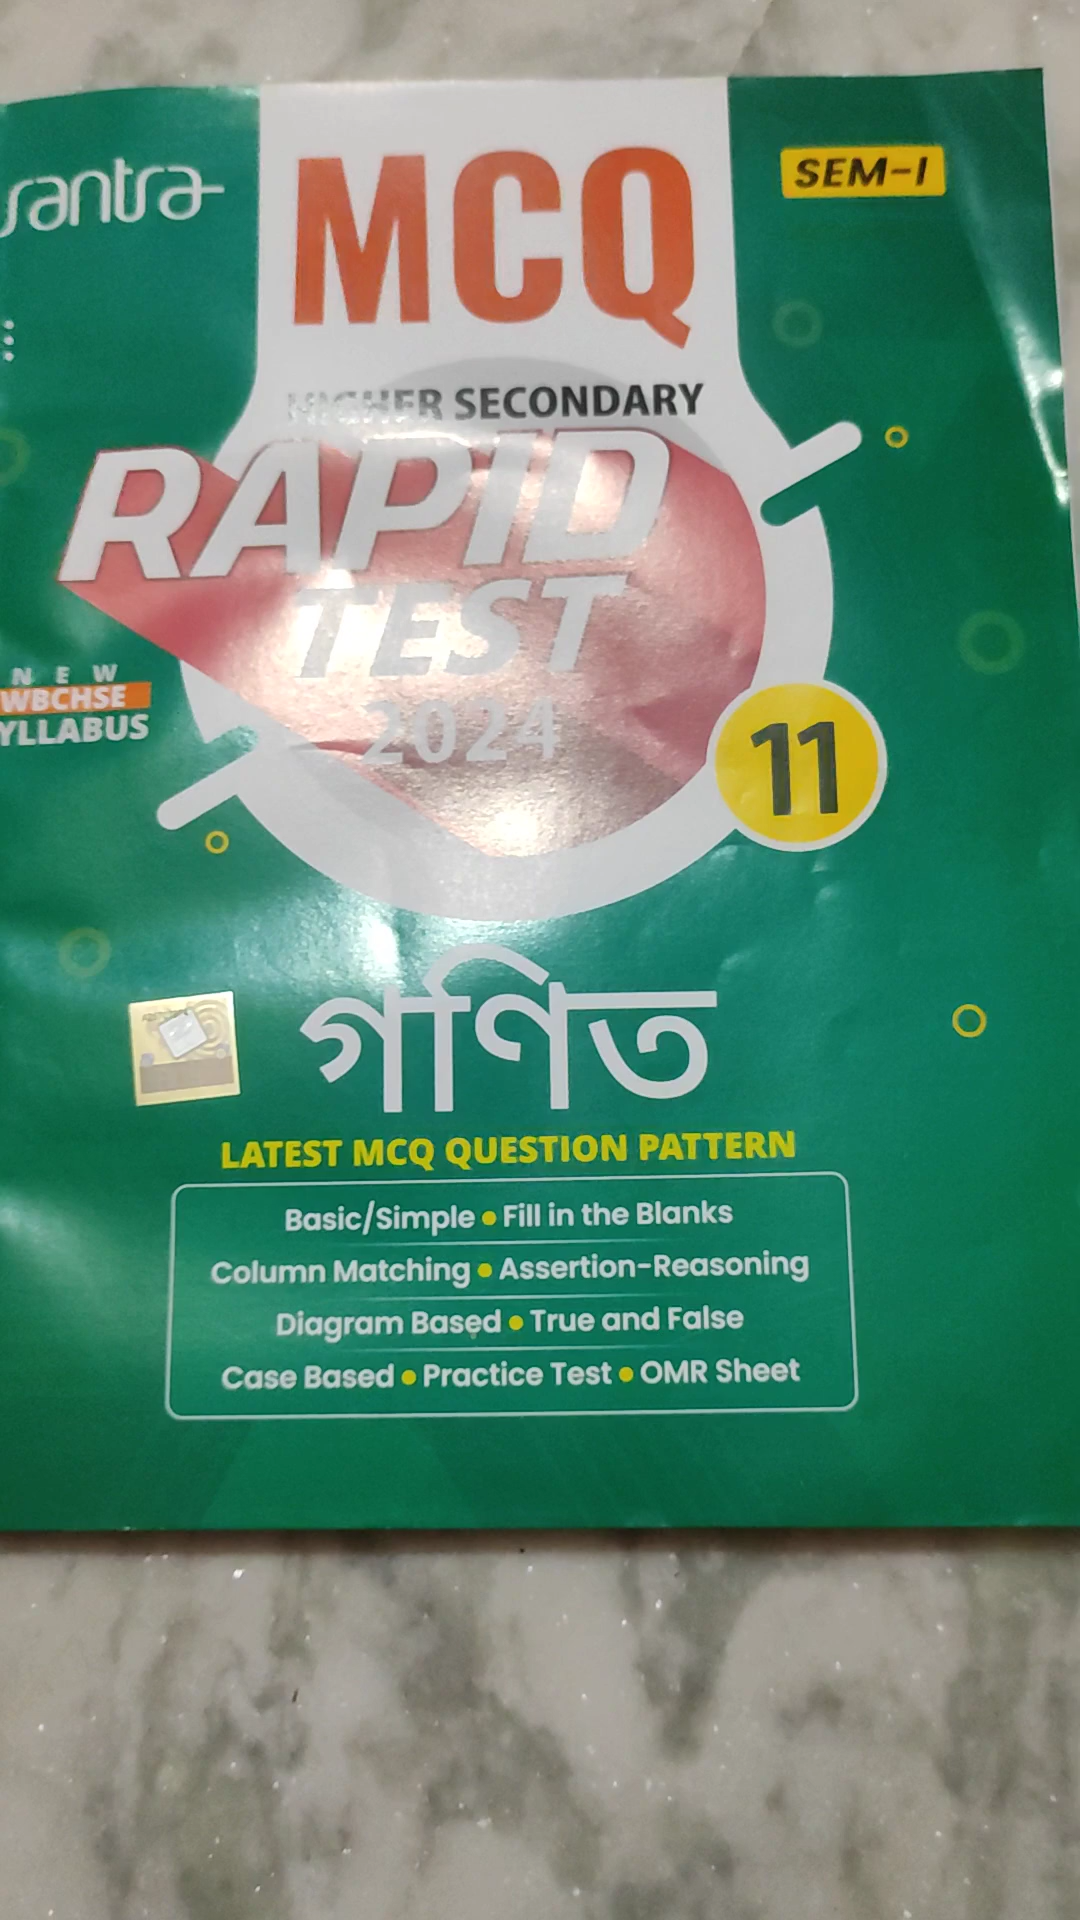 santra
MCQ
SEM-I
HIGHER SECONDARY
RAPID
TEST
2024
NEW
WBCHSE
YLLABUS
11
গণিত
LATEST MCQ QUESTION PATTERN
Basic/Simple • Fill in the Blanks
Column Matching • Assertion-Reasoning
Diagram Based • True and False
Case Based • Practice Test • OMR Sheet